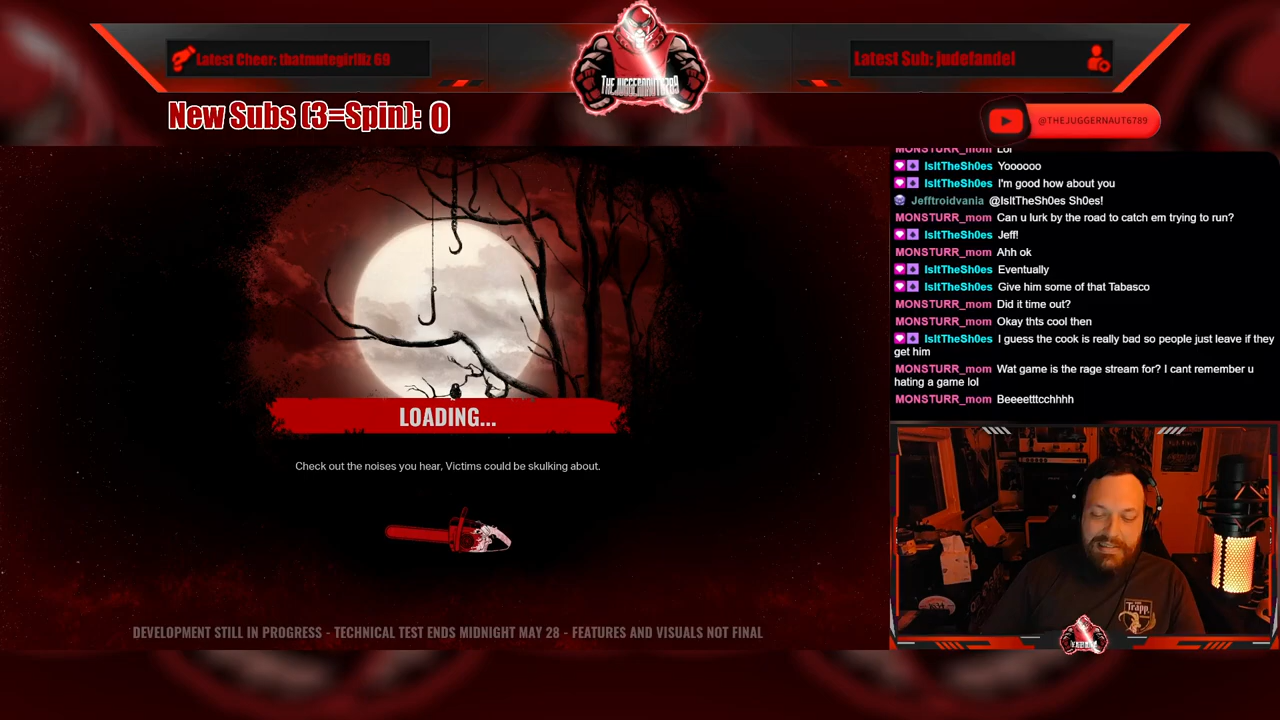 Latest Cheer: thatmutegirlliz 69
THEJUGGERNAUT6789
Latest Sub: judefandel
New Subs (3=Spin): 0
@THEJUGGERNAUT6789
MONSTURR_mom Lol
IsItTheSh0es Yoooooo
IsItTheSh0es I'm good how about you
Jefftroidvania @IsItTheSh0es Sh0es!
MONSTURR_mom Can u lurk by the road to catch em trying to run?
IsItTheSh0es Jeff!
MONSTURR_mom Ahh ok
IsItTheSh0es Eventually
IsItTheSh0es Give him some of that Tabasco
MONSTURR_mom Did it time out?
MONSTURR_mom Okay thts cool then
IsItTheSh0es I guess the cook is really bad so people just leave if they
get him
MONSTURR_mom Wat game is the rage stream for? I cant remember u
hating a game lol
MONSTURR_mom Beeeetttcchhhh
LOADING...
Check out the noises you hear, Victims could be skulking about.
DEVELOPMENT STILL IN PROGRESS - TECHNICAL TEST ENDS MIDNIGHT MAY 28 - FEATURES AND VISUALS NOT FINAL
Trapp